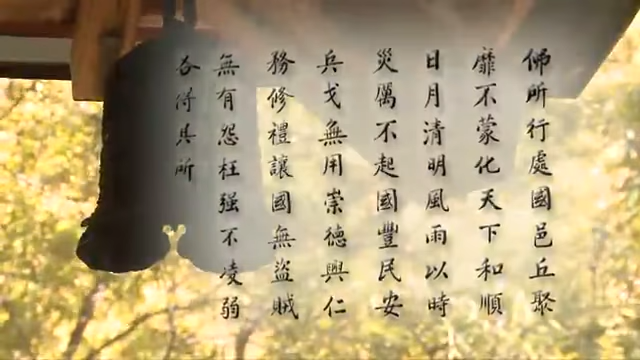 佛所行處國邑丘聚
靡不蒙化天下和順
日月清明風雨以時
災厲不起國豐民安
兵戈無用崇德興仁
務修禮讓國無盜賊
無有怨枉强不凌弱
各得其所